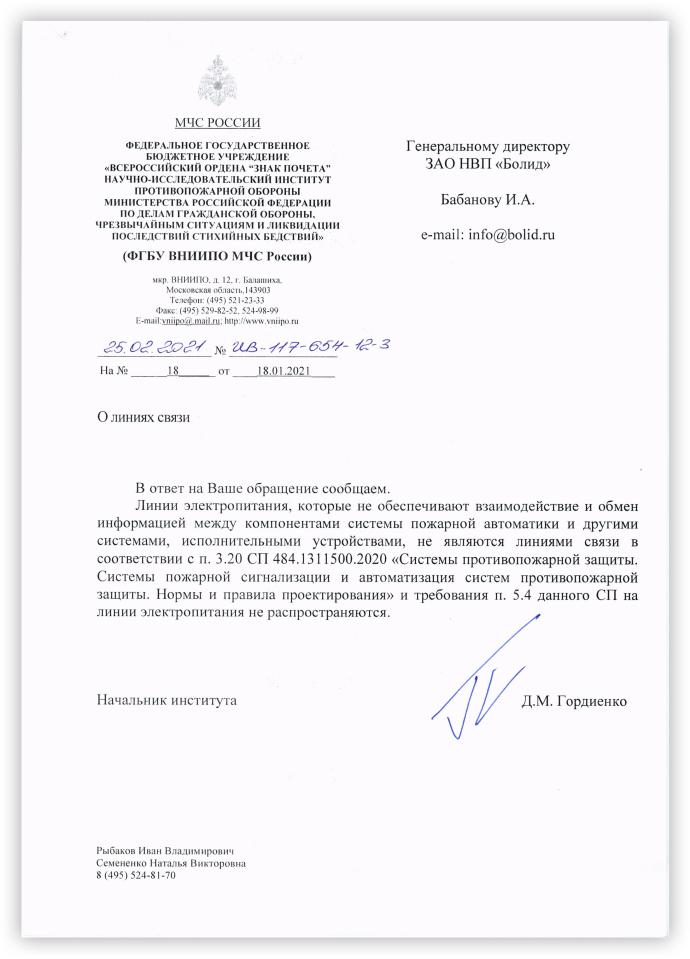 МЧС РОССИИ
ФЕДЕРАЛЬНОЕ ГОСУДАРСТВЕННОЕ
БЮДЖЕТНОЕ УЧРЕЖДЕНИЕ
«ВСЕРОССИЙСКИЙ ОРДЕНА “ЗНАК ПОЧЕТА”
НАУЧНО-ИССЛЕДОВАТЕЛЬСКИЙ ИНСТИТУТ
ПРОТИВОПОЖАРНОЙ ОБОРОНЫ
МИНИСТЕРСТВА РОССИЙСКОЙ ФЕДЕРАЦИИ
ПО ДЕЛАМ ГРАЖДАНСКОЙ ОБОРОНЫ,
ЧРЕЗВЫЧАЙНЫМ СИТУАЦИЯМ И ЛИКВИДАЦИИ
ПОСЛЕДСТВИЙ СТИХИЙНЫХ БЕДСТВИЙ»
(ФГБУ ВНИИПО МЧС России)
мкр. ВНИИПО, д. 12, г. Балашиха,
Московская область,143903
Телефон: (495) 521-23-33
Факс: (495) 529-82-52, 524-98-99
E-mail:vniipo@.mail.ru; http://www.vniipo.ru
25.02.2021 № ИВ-117-654-12-3
На № 18 от 18.01.2021
Генеральному директору
ЗАО НВП «Болид»
Бабанову И.А.
e-mail: info@bolid.ru
О линиях связи
В ответ на Ваше обращение сообщаем.
Линии электропитания, которые не обеспечивают взаимодействие и обмен
информацией между компонентами системы пожарной автоматики и другими
системами, исполнительными устройствами, не являются линиями связи в
соответствии с п. 3.20 СП 484.1311500.2020 «Системы противопожарной защиты.
Системы пожарной сигнализации и автоматизация систем противопожарной
защиты. Нормы и правила проектирования» и требования п. 5.4 данного СП на
линии электропитания не распространяются.
Начальник института Д.М. Гордиенко
Рыбаков Иван Владимирович
Семененко Наталья Викторовна
8 (495) 524-81-70